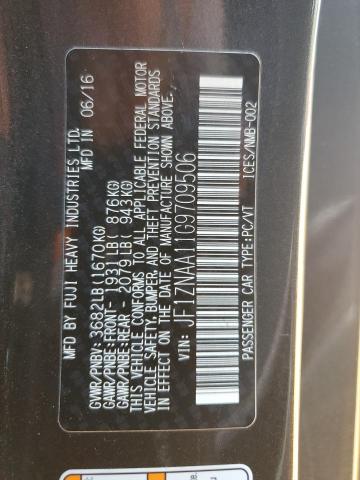 MFD BY FUJI HEAVY INDUSTRIES LTD.
MFD IN 06/16
GVWR/PNBV: 3682LB (1670KG)
GAWR/PNBE:FRONT- 1931LB( 876KG)
GAWR/PNBE:REAR - 2079LB( 943KG)
THIS VEHICLE CONFORMS TO ALL APPLICABLE FEDERAL MOTOR
VEHICLE SAFETY, BUMPER, AND THEFT PREVENTION STANDARDS
IN EFFECT ON THE DATE OF MANUFACTURE SHOWN ABOVE.
VIN: JF1ZNAA11G9709506
ICES/NMB-002
PASSENGER CAR TYPE:PC/VT